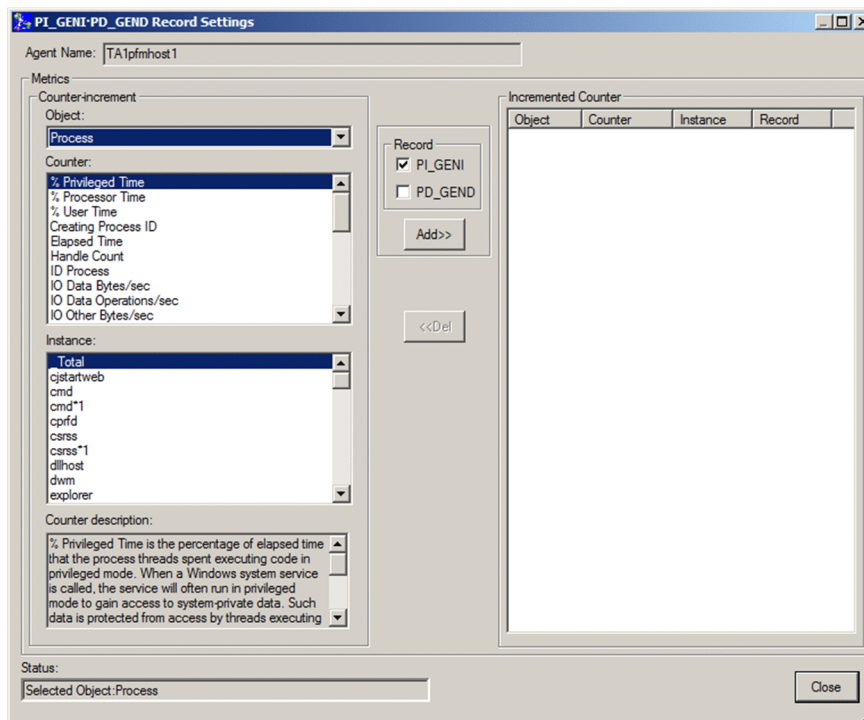 PI_GENI·PD_GEND Record Settings
Agent Name: TA1pfmhost1
Metrics
Counter-increment
Object:
Process
Counter:
% Privileged Time
% Processor Time
% User Time
Creating Process ID
Elapsed Time
Handle Count
ID Process
IO Data Bytes/sec
IO Data Operations/sec
IO Other Bytes/sec
Instance:
_Total
cjstartweb
cmd
cmd*1
cprfd
csrss
csrss*1
dllhost
dwm
explorer
Counter description:
% Privileged Time is the percentage of elapsed time
that the process threads spent executing code in
privileged mode. When a Windows system service
is called, the service will often run in privileged
mode to gain access to system-private data. Such
data is protected from access by threads executing
Record
PI_GENI
PD_GEND
Add>>
<<Del
Incremented Counter
Object Counter Instance Record
Status:
Selected Object:Process
Close